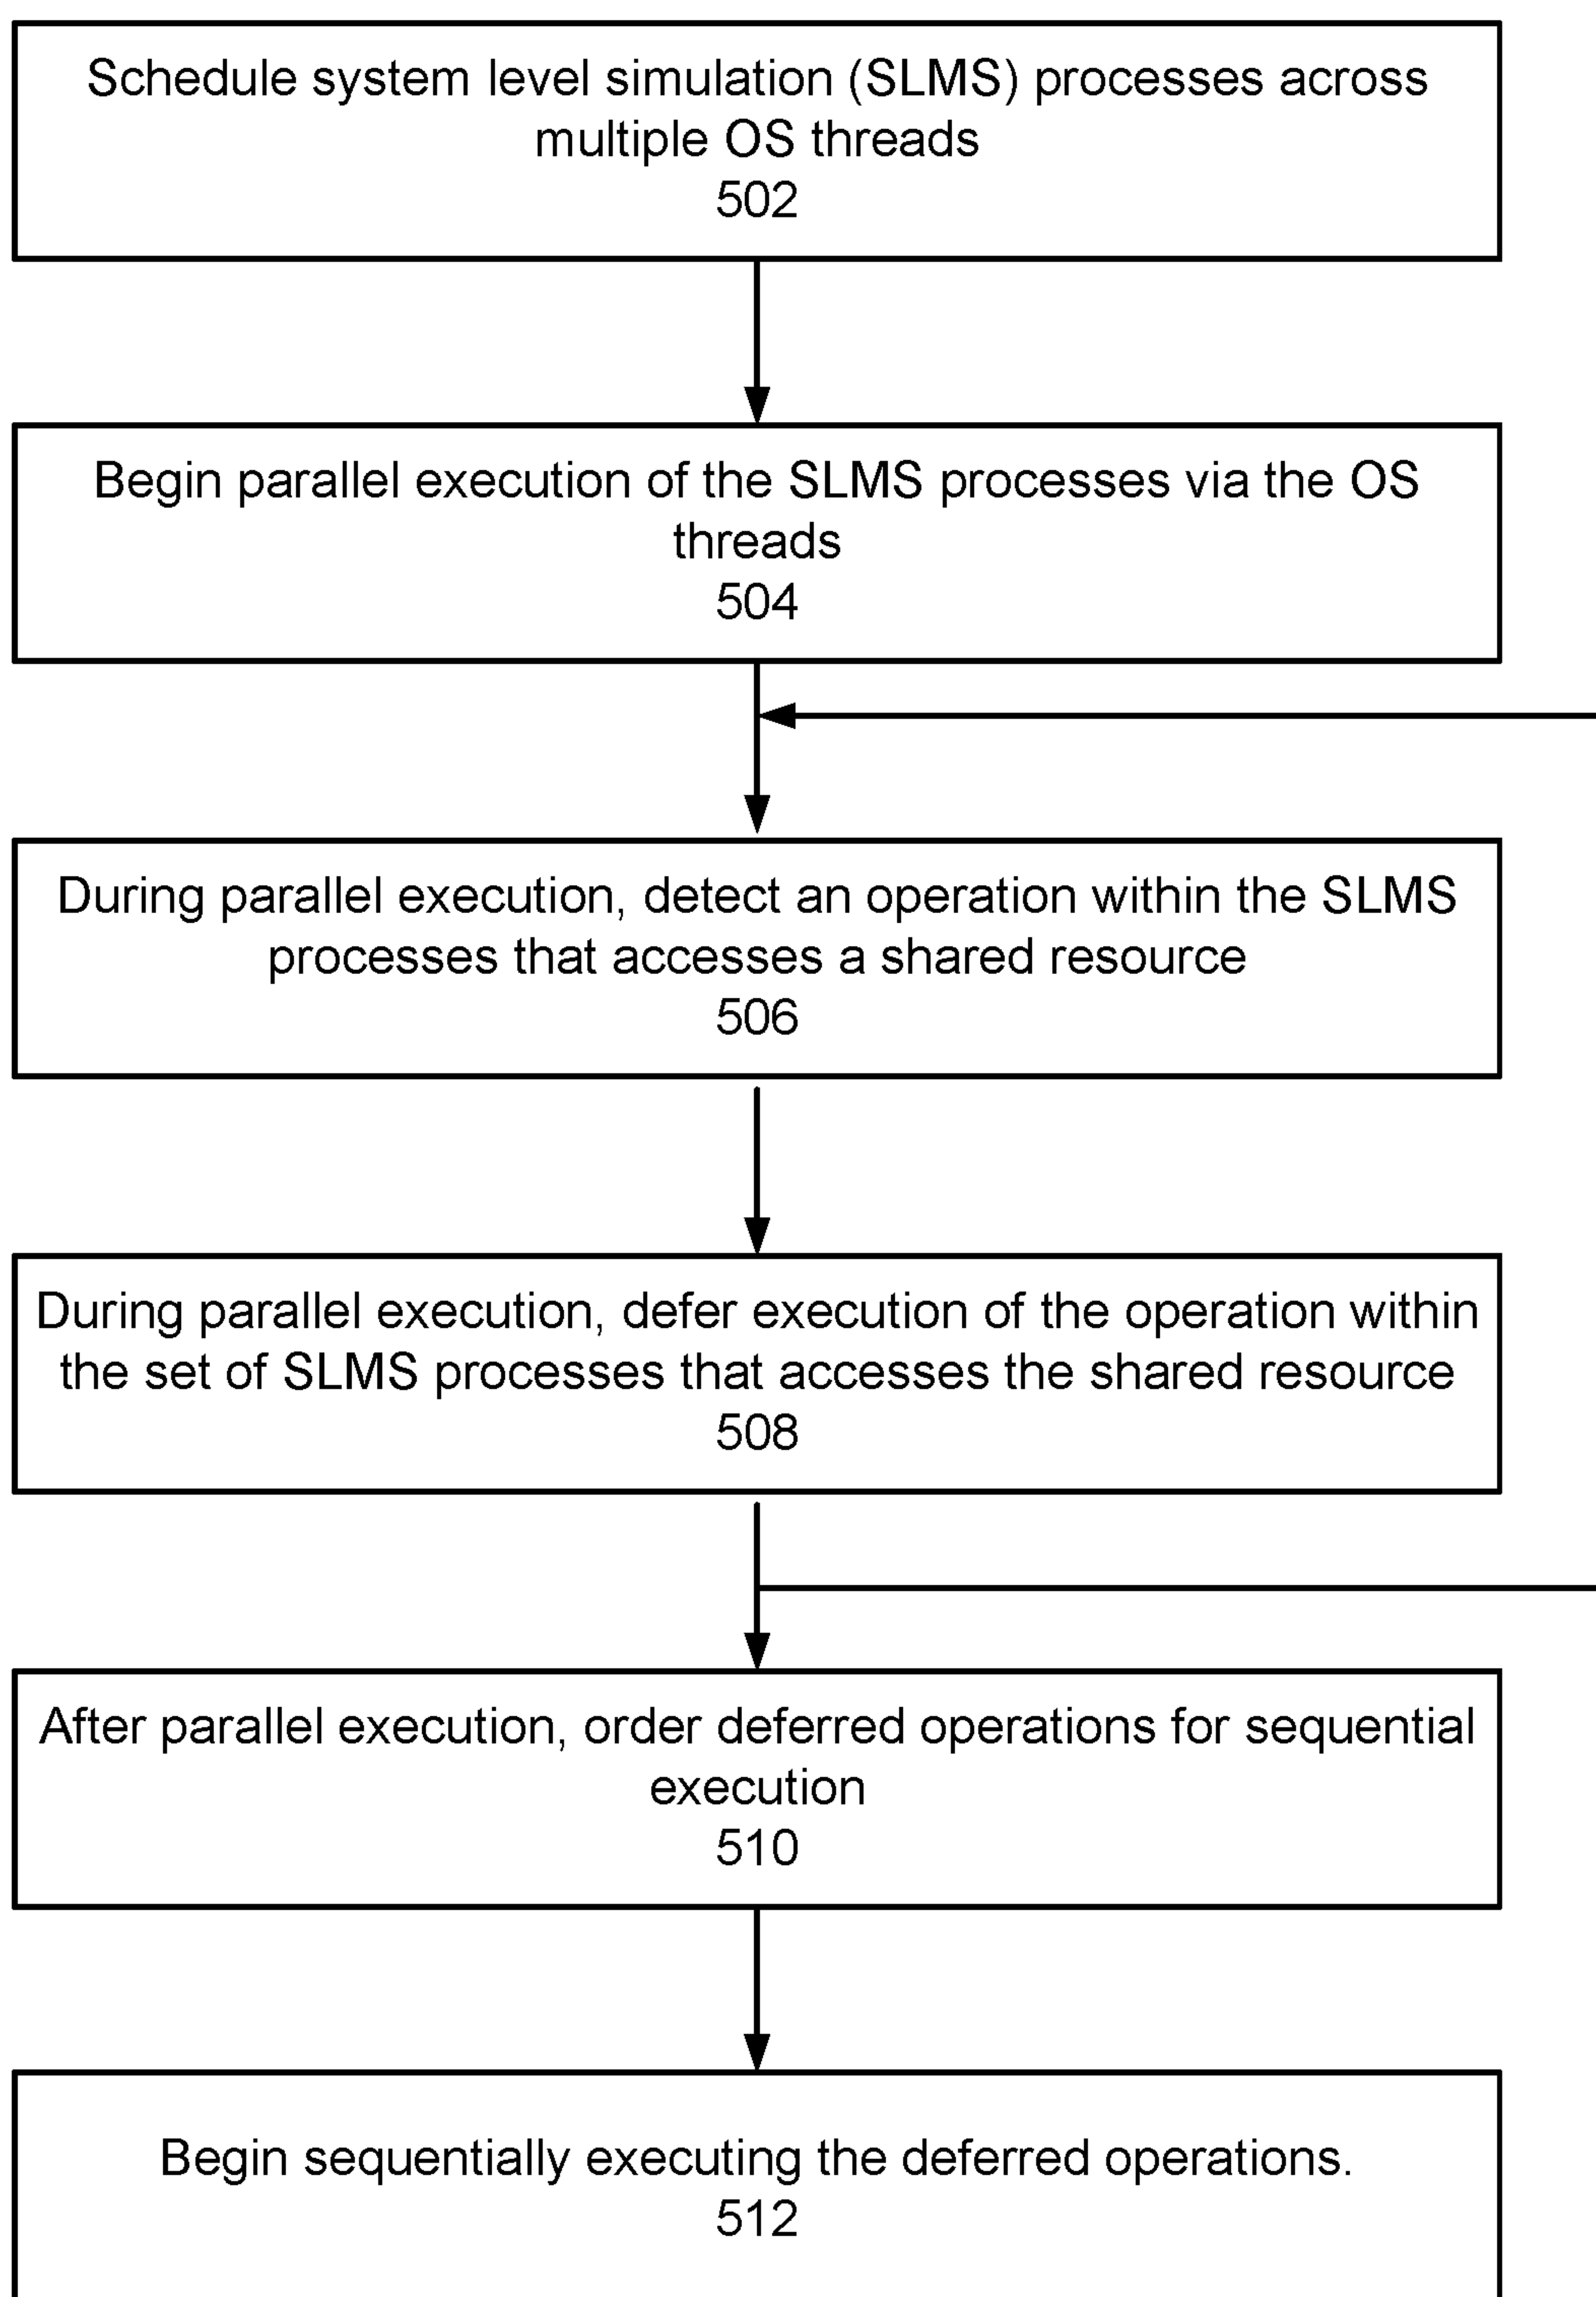 Schedule system level simulation (SLMS) processes across
multiple OS threads
502
Begin parallel execution of the SLMS processes via the OS
threads
504
During parallel execution, detect an operation within the SLMS
processes that accesses a shared resource
506
During parallel execution, defer execution of the operation within
the set of SLMS processes that accesses the shared resource
508
After parallel execution, order deferred operations for sequential
execution
510
Begin sequentially executing the deferred operations.
512